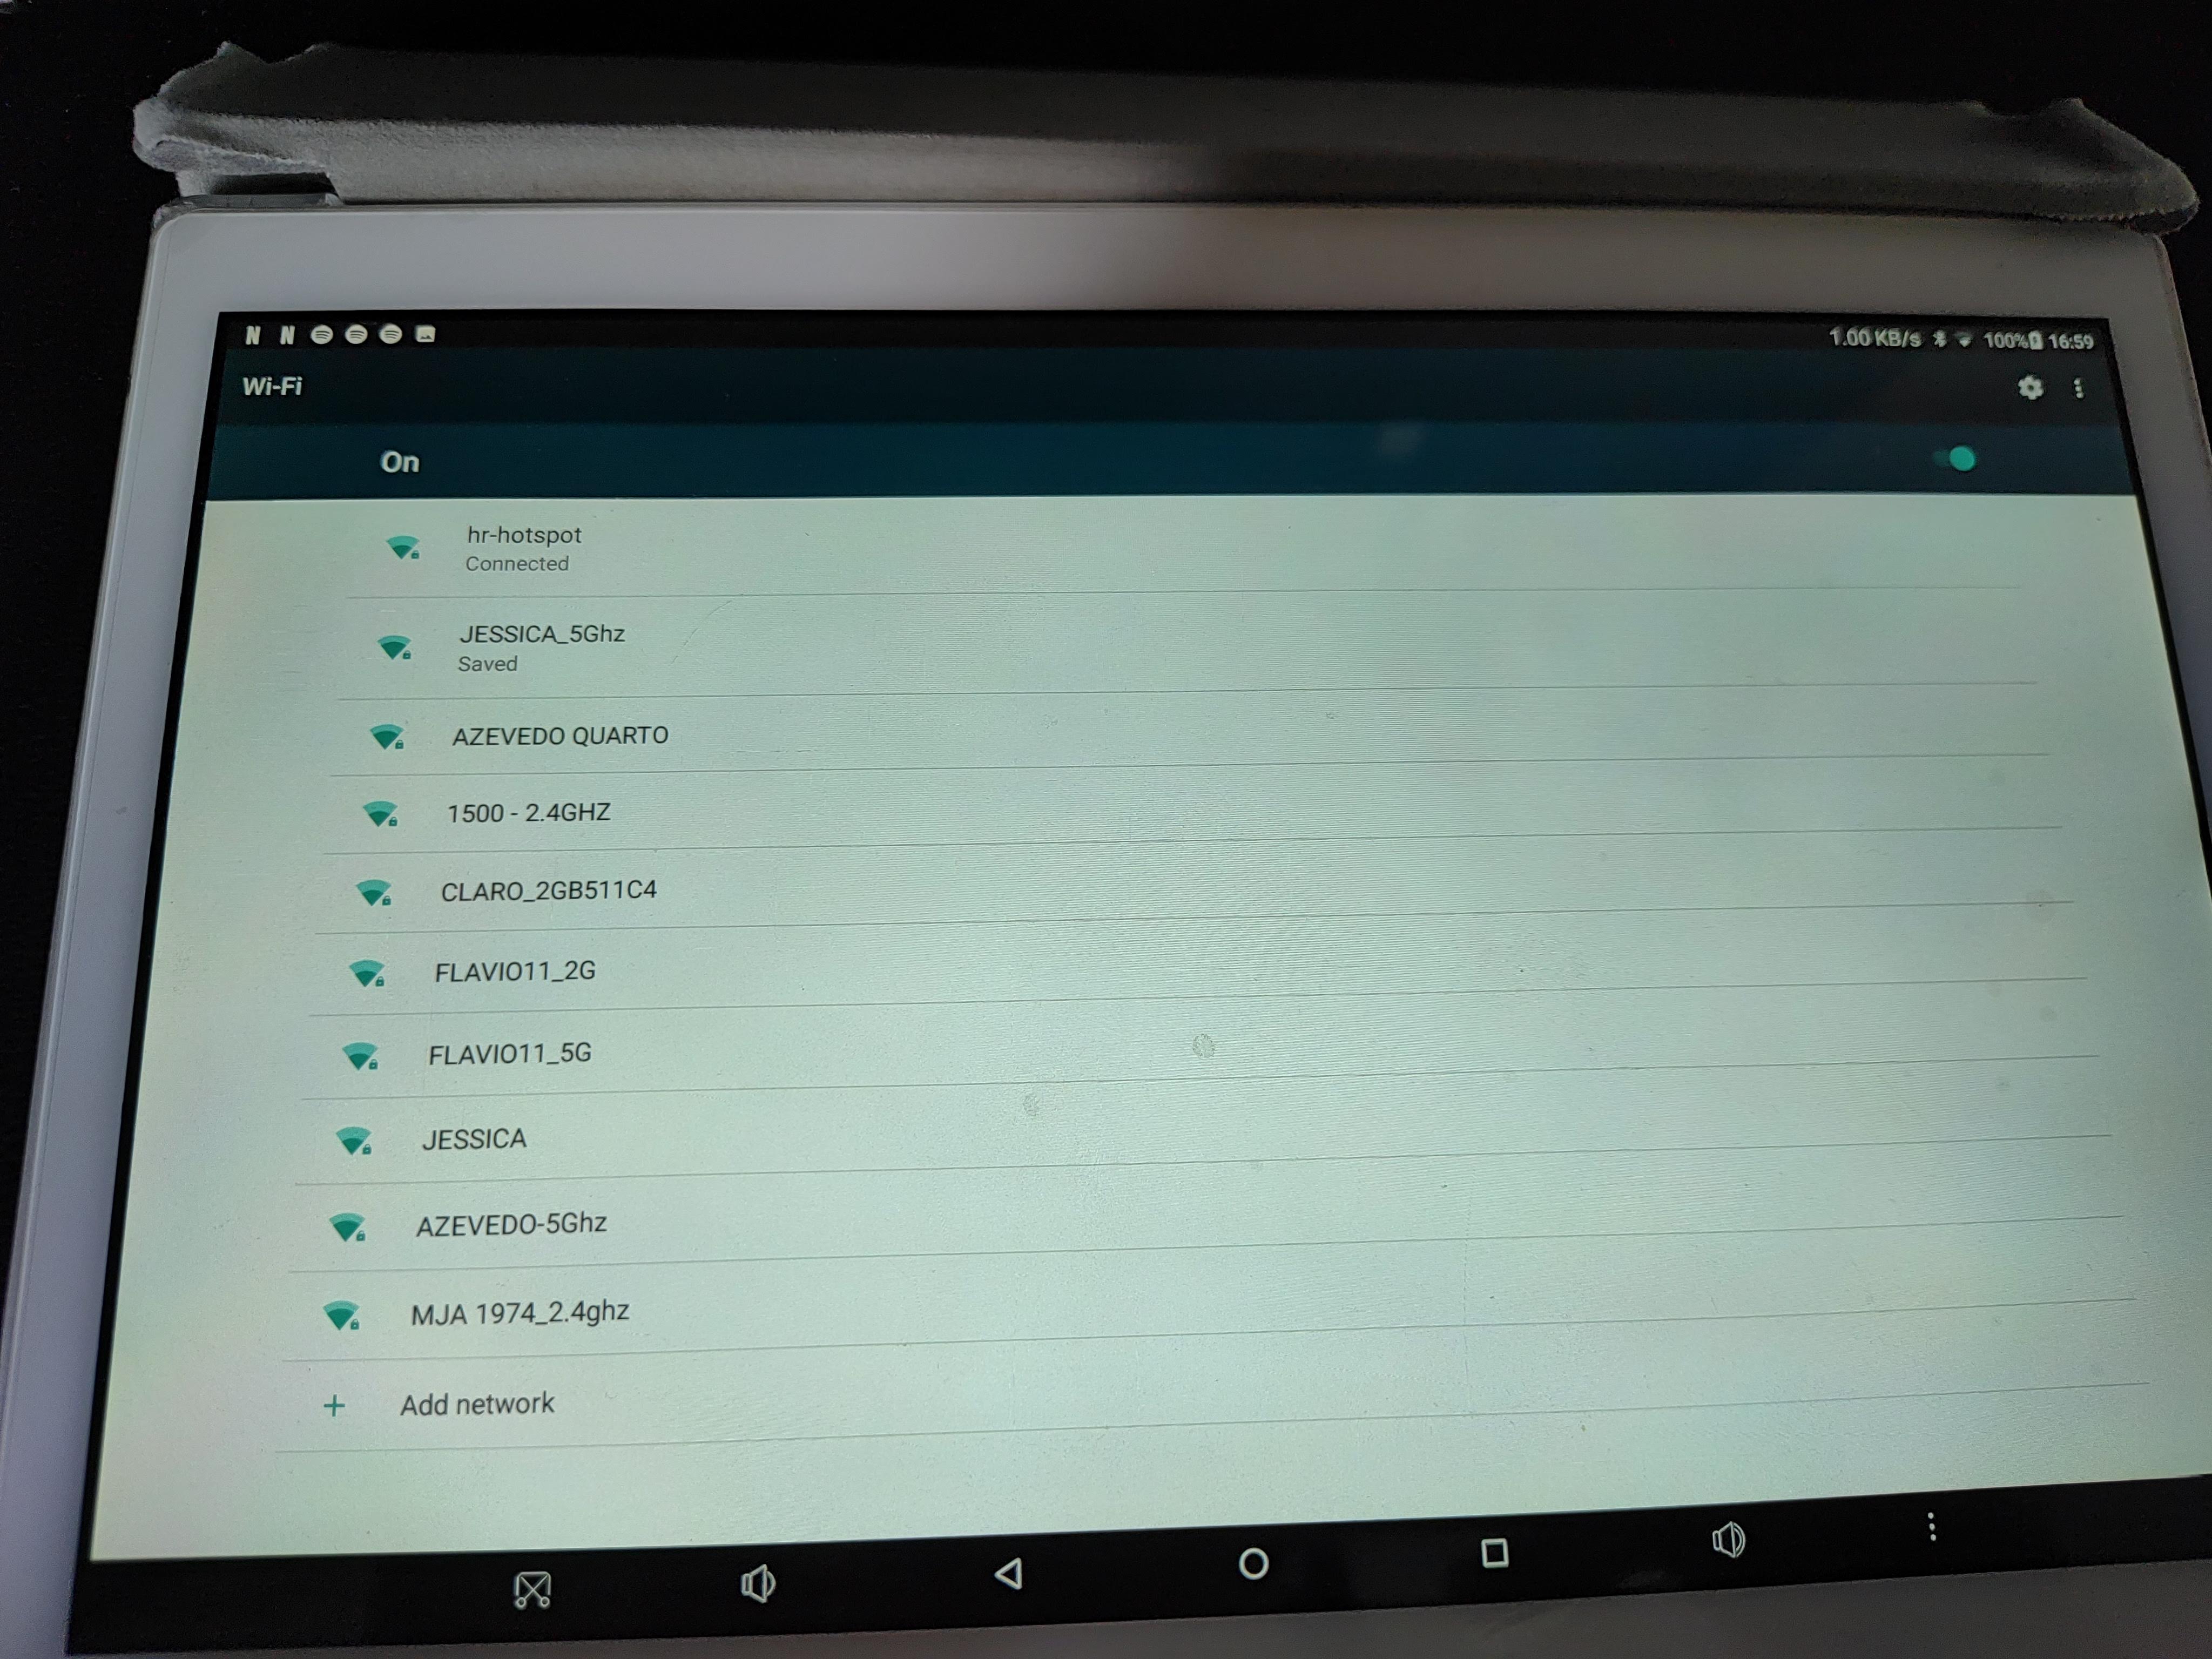 N N 1.00 KB/s 100% 16:59
Wi-Fi
On
hr-hotspot
Connected
JESSICA_5Ghz
Saved
AZEVEDO QUARTO
1500 - 2.4GHZ
CLARO_2GB511C4
FLAVIO11_2G
FLAVIO11_5G
JESSICA
AZEVEDO-5Ghz
MJA 1974_2.4ghz
+ Add network